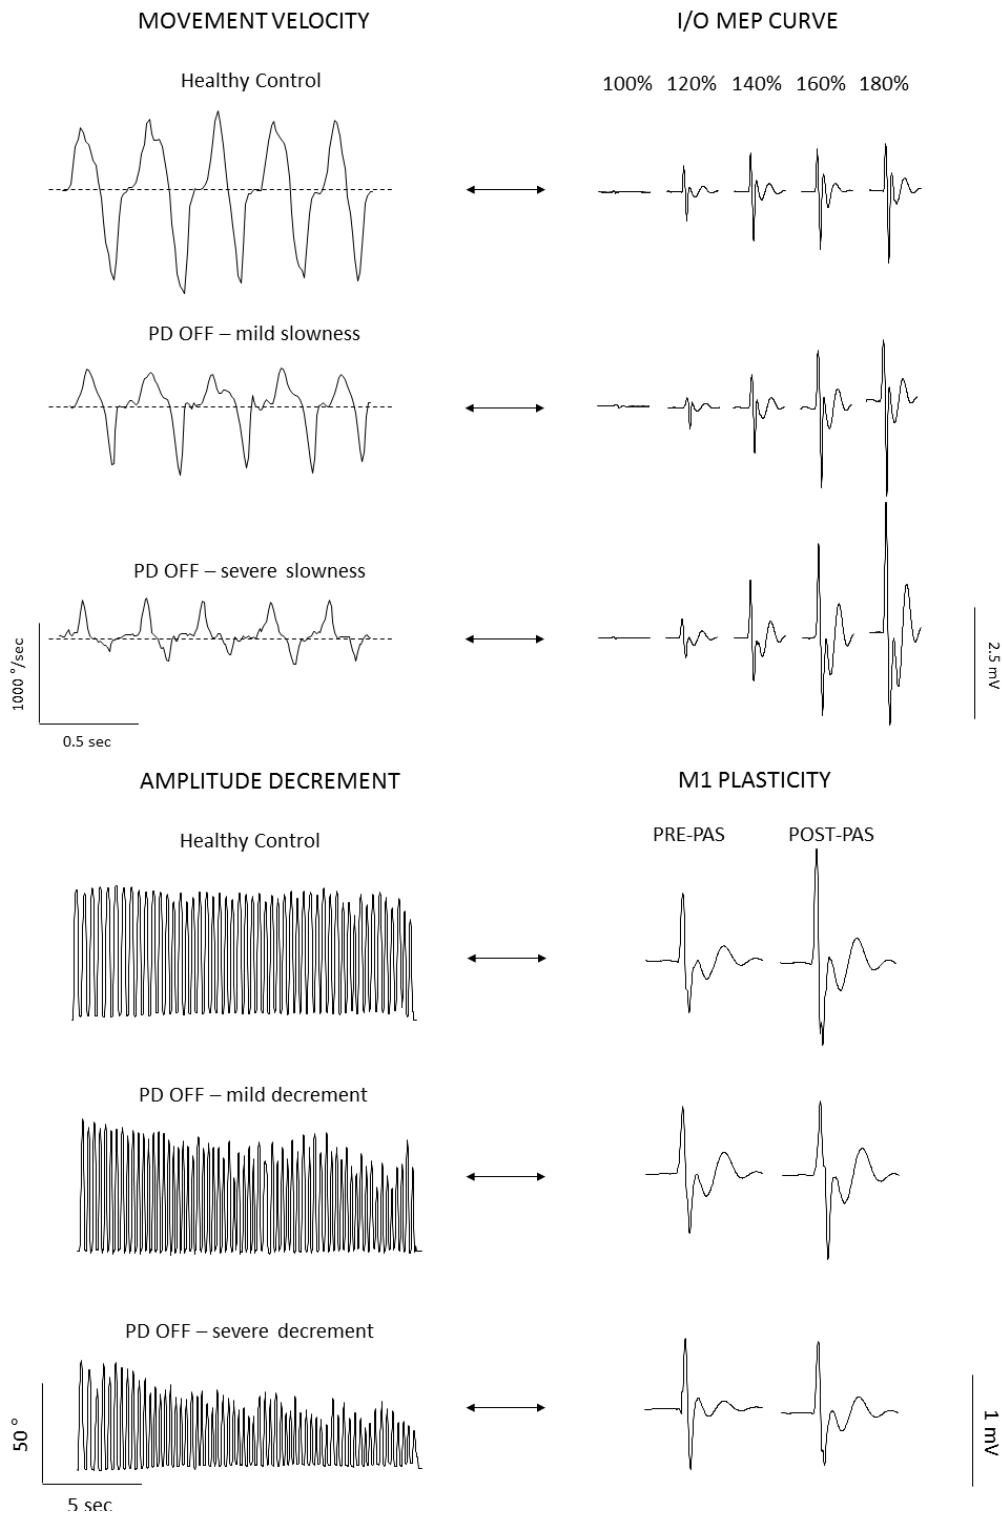 MOVEMENT VELOCITY
I/O MEP CURVE
Healthy Control
100% 120% 140% 160% 180%
PD OFF – mild slowness
PD OFF – severe slowness
1000 °/sec
0.5 sec
2.5 mV
AMPLITUDE DECREMENT
M1 PLASTICITY
Healthy Control
PRE-PAS
POST-PAS
PD OFF – mild decrement
PD OFF – severe decrement
50 °
5 sec
1 mV